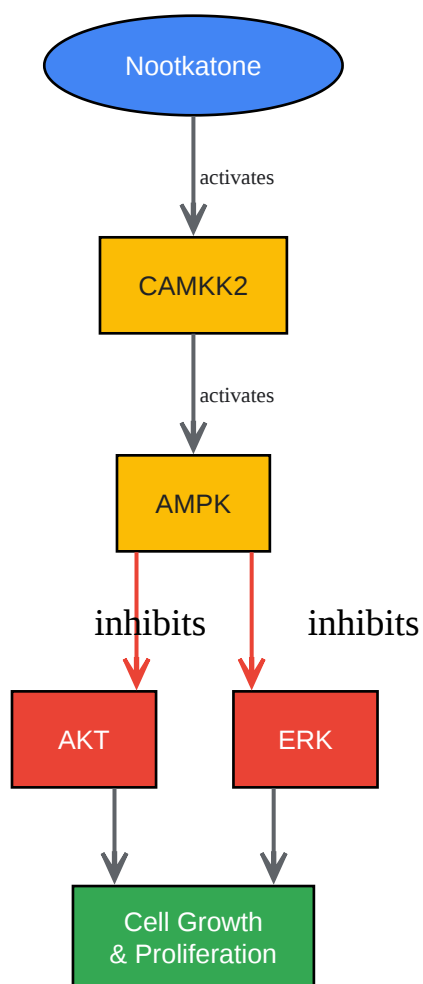 Nootkatone
activates
CAMKK2
activates
AMPK
inhibits
inhibits
AKT
ERK
Cell Growth
& Proliferation